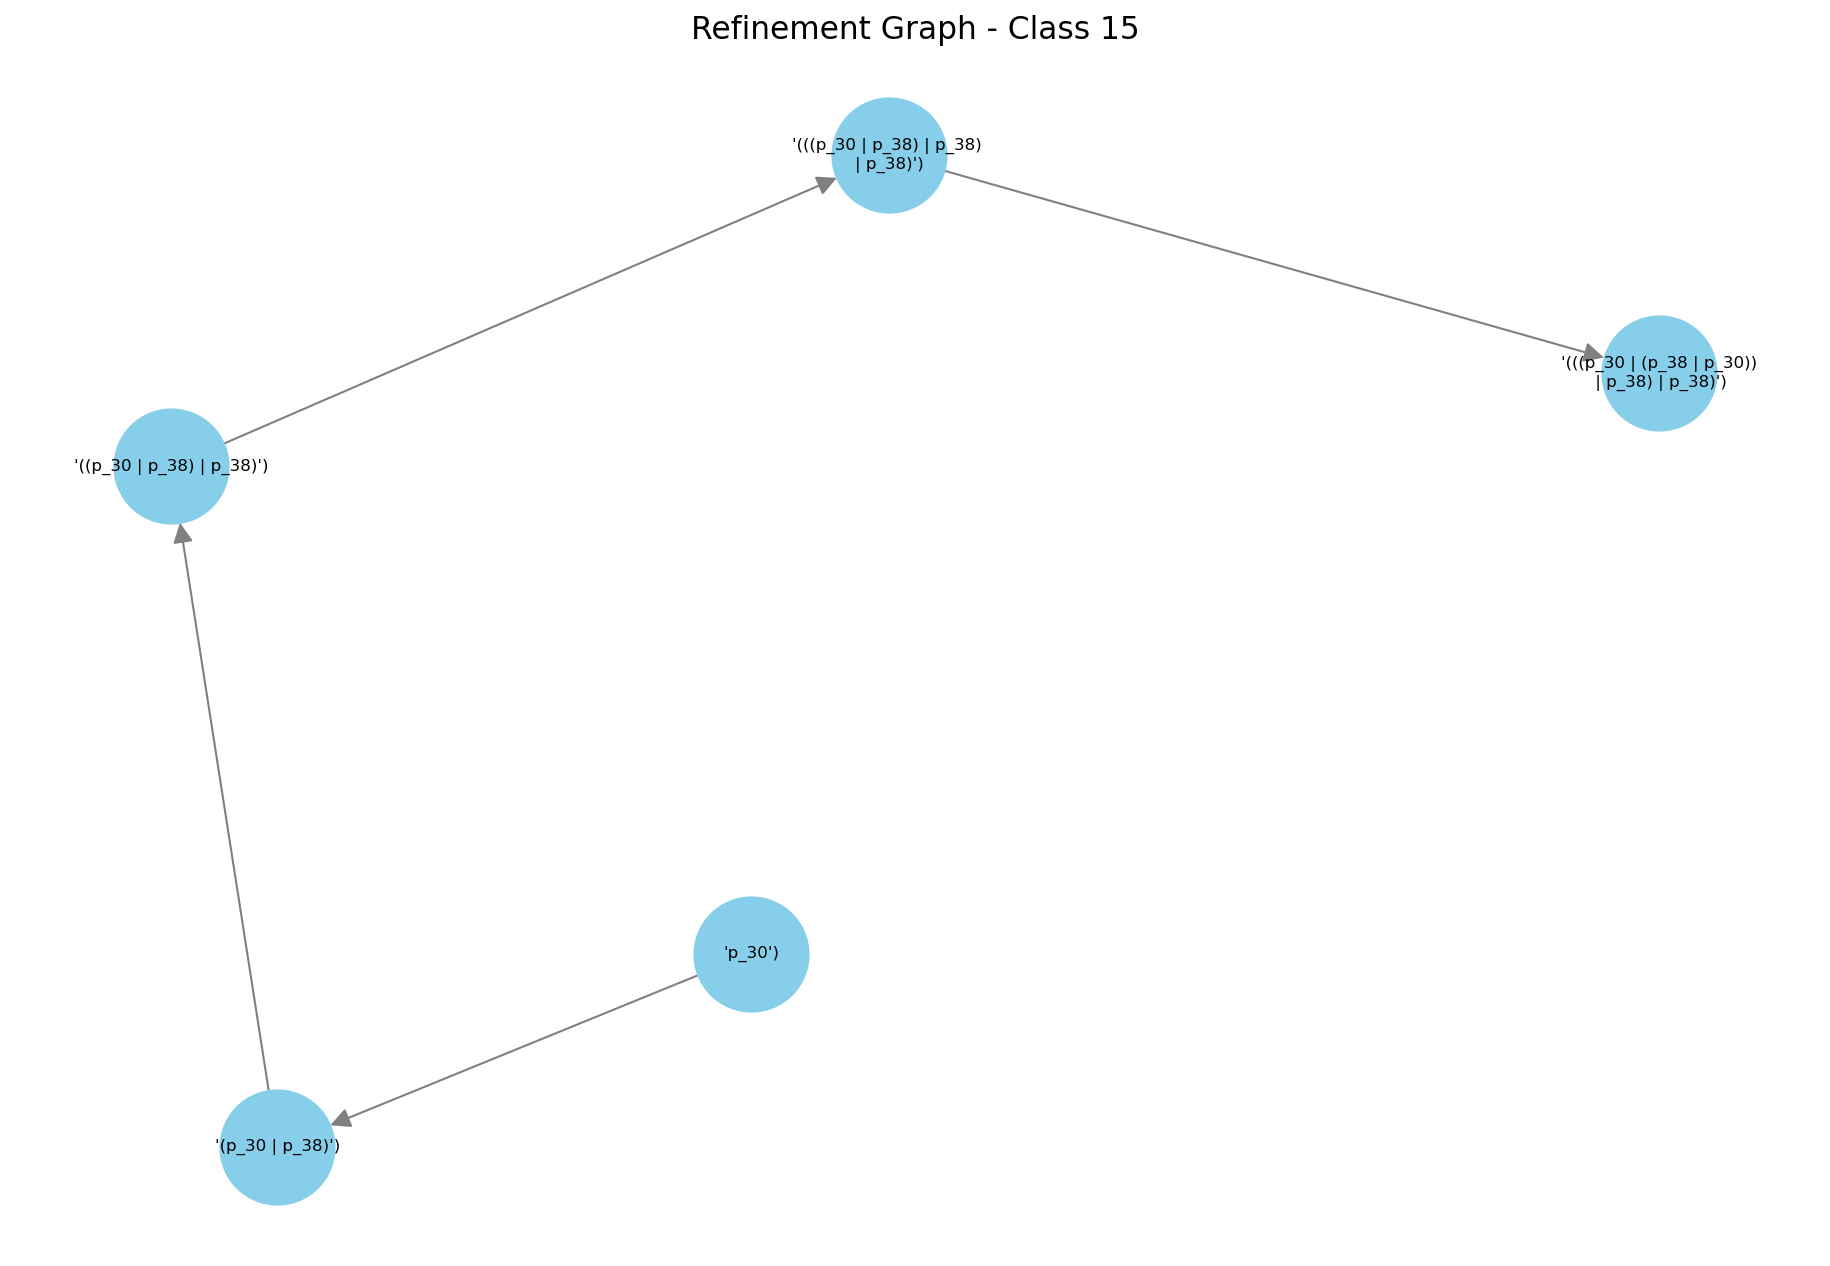 Refinement Graph - Class 15
'(((p_30 | p_38) | p_38)
| p_38)')
'(((p_30 | (p_38 | p_30))
| p_38) | p_38)')
'((p_30 | p_38) | p_38)')
'p_30')
'(p_30 | p_38)')